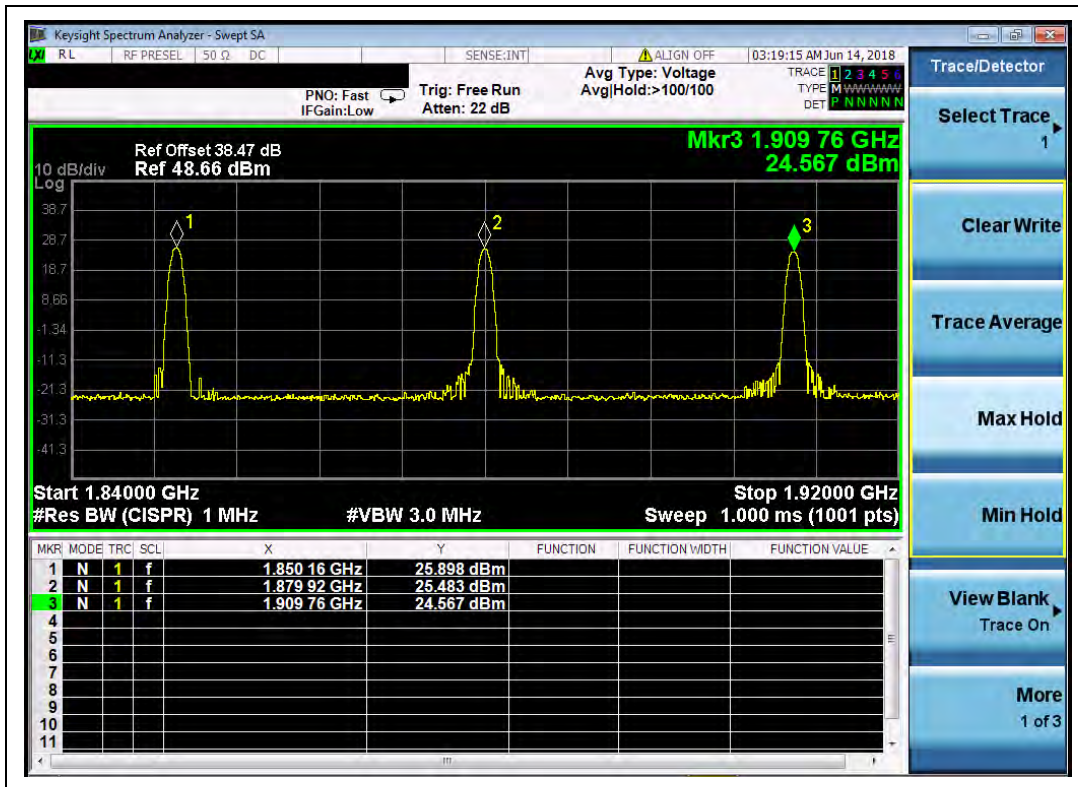 Keysight Spectrum Analyzer - Swept SA
LXI RL RF PRESEL 50 Ω DC SENSE:INT ALIGN OFF 03:19:15 AM Jun 14, 2018
PNO: Fast
IFGain:Low
Trig: Free Run
Atten: 22 dB
Avg Type: Voltage
Avg|Hold:>100/100
TRACE 1 2 3 4 5 6
TYPE M WWWWW
DET P N N N N N
Mkr3 1.909 76 GHz
24.567 dBm
Ref Offset 38.47 dB
10 dB/div Ref 48.66 dBm
Log
38.7
28.7
18.7
8.66
-1.34
-11.3
-21.3
-31.3
-41.3
1
2
3
Start 1.84000 GHz Stop 1.92000 GHz
#Res BW (CISPR) 1 MHz #VBW 3.0 MHz Sweep 1.000 ms (1001 pts)
MKR MODE TRC SCL X Y FUNCTION FUNCTION WIDTH FUNCTION VALUE
1 N 1 f 1.850 16 GHz 25.898 dBm
2 N 1 f 1.879 92 GHz 25.483 dBm
3 N 1 f 1.909 76 GHz 24.567 dBm
4
5
6
7
8
9
10
11
Trace/Detector
Select Trace
1
Clear Write
Trace Average
Max Hold
Min Hold
View Blank
Trace On
More
1 of 3